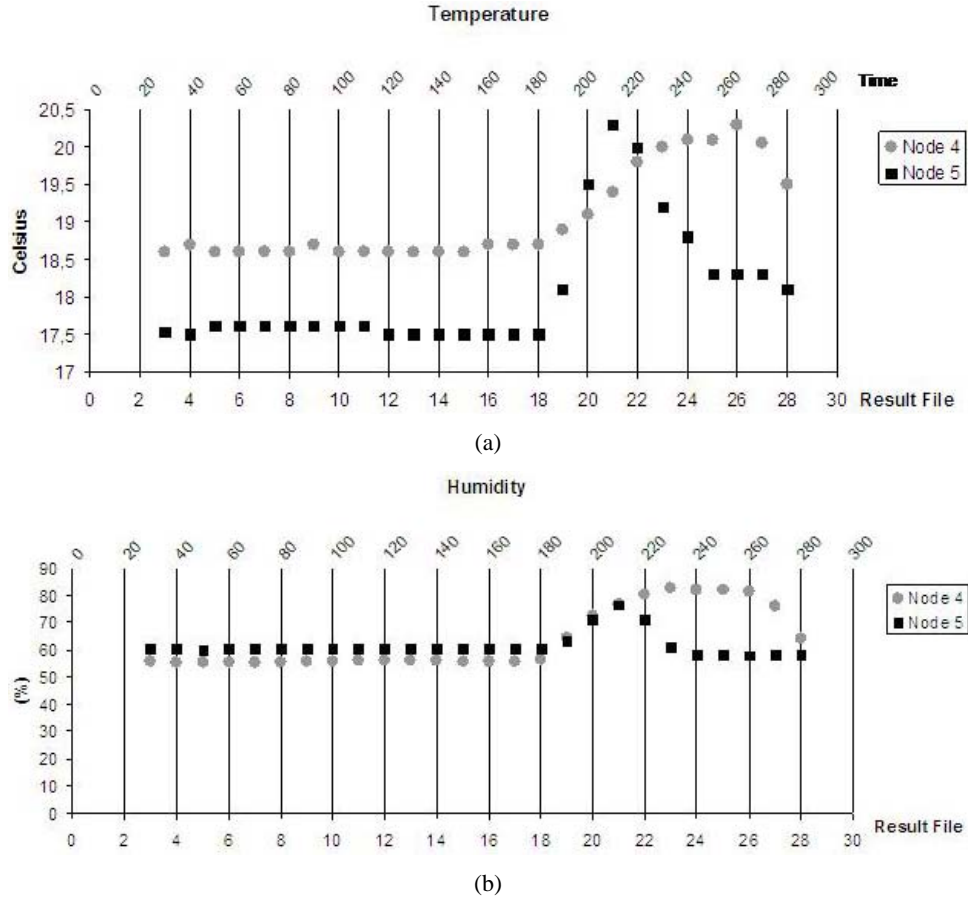 Temperature
0 20 40 60 80 100 120 140 160 180 200 220 240 260 280 300 Time
20,5
20
19,5
19
18,5
18
17,5
17
Celsius
Node 4
Node 5
0 2 4 6 8 10 12 14 16 18 20 22 24 26 28 30 Result File
(a)
Humidity
0 20 40 60 80 100 120 140 160 180 200 220 240 260 280 300
90
80
70
60
50
40
30
20
10
0
(%)
Node 4
Node 5
0 2 4 6 8 10 12 14 16 18 20 22 24 26 28 30 Result File
(b)